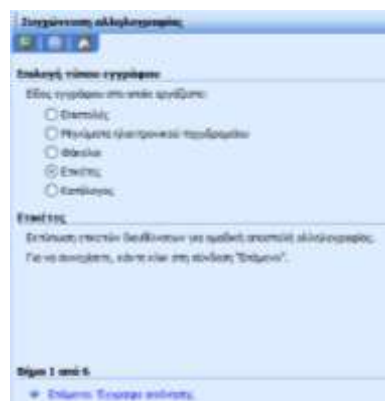 Συγχώνευση αλληλογραφίας
Επιλογή τύπου εγγράφου
Είδος εγγράφου στο οποίο εργάζεστε:
Επιστολές
Μηνύματα ηλεκτρονικού ταχυδρομείου
Φάκελοι
Ετικέτες
Κατάλογος
Ετικέτες
Εκτύπωση ετικετών διευθύνσεων για ομαδική αποστολή αλληλογραφίας.
Για να συνεχίσετε, κάντε κλικ στη σύνδεση "Επόμενο".
Βήμα 1 από 6
Επόμενο: Έγγραφο εκκίνησης